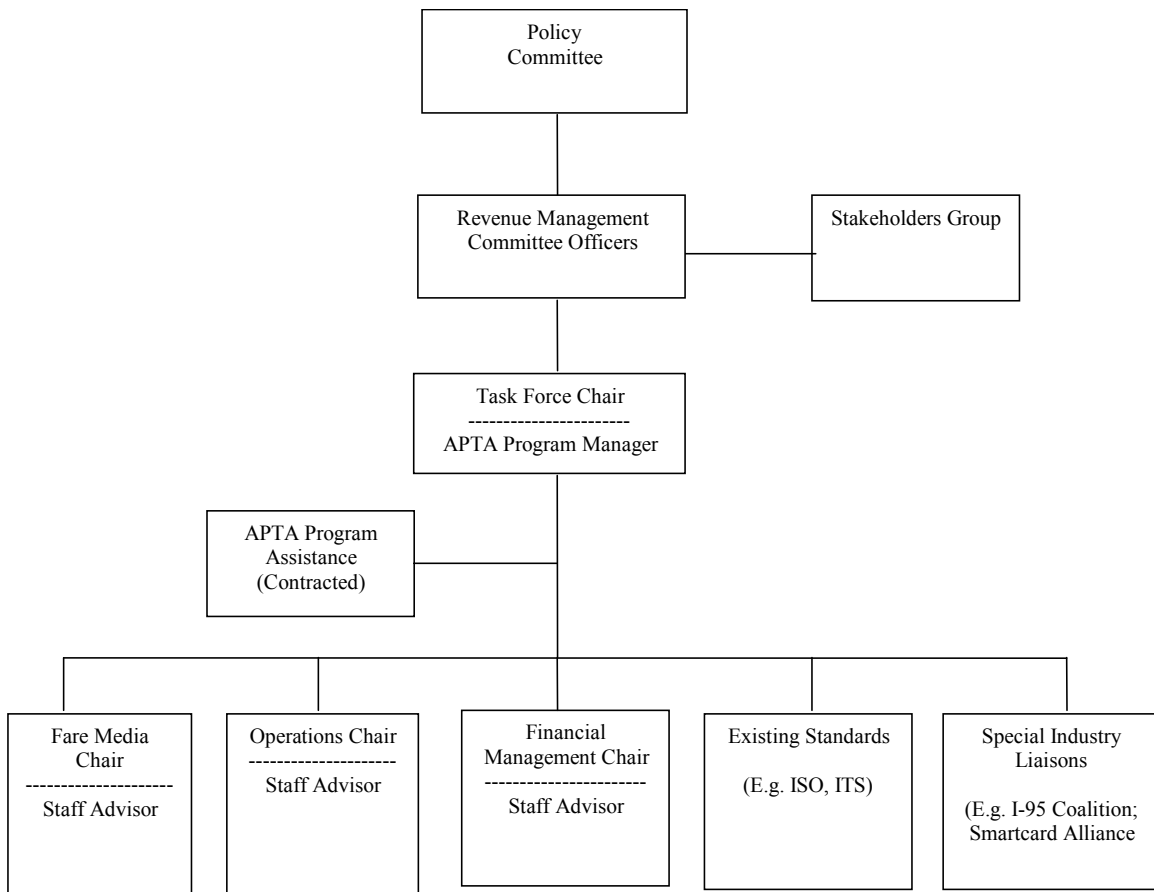 Policy
Committee
Revenue Management
Committee Officers
Stakeholders Group
Task Force Chair
-----------------------
APTA Program Manager
APTA Program
Assistance
(Contracted)
Fare Media
Chair
---------------------
Staff Advisor
Operations Chair
---------------------
Staff Advisor
Financial
Management Chair
-----------------------
Staff Advisor
Existing Standards
(E.g. ISO, ITS)
Special Industry
Liaisons
(E.g. I-95 Coalition;
Smartcard Alliance